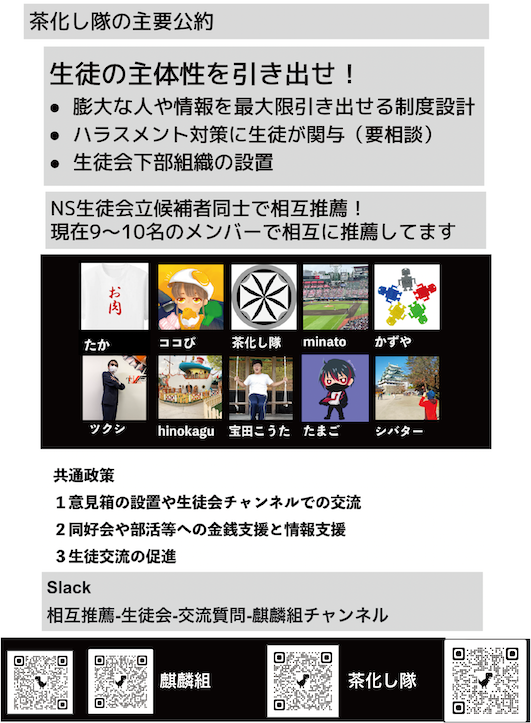 茶化し隊の主要公約
生徒の主体性を引き出せ！
● 膨大な人や情報を最大限引き出せる制度設計
● ハラスメント対策に生徒が関与（要相談）
● 生徒会下部組織の設置
NS生徒会立候補者同士で相互推薦！
現在9〜10名のメンバーで相互に推薦してます
お肉
たか ココび 茶化し隊 minato かずや
ツクシ hinokagu 宝田こうた たまご シバター
共通政策
１意見箱の設置や生徒会チャンネルでの交流
２同好会や部活等への金銭支援と情報支援
３生徒交流の促進
Slack
相互推薦-生徒会-交流質問-麒麟組チャンネル
麒麟組 茶化し隊